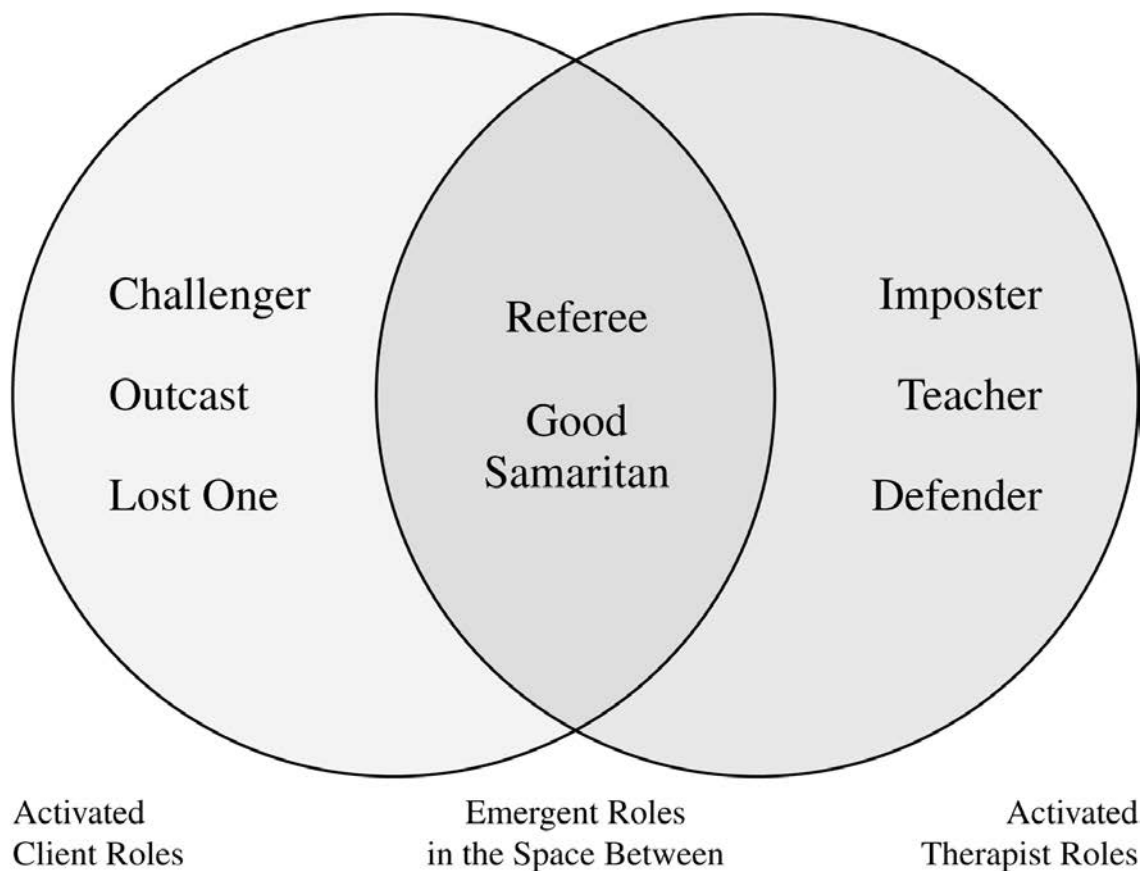 Challenger
Outcast
Lost One
Referee
Good
Samaritan
Imposter
Teacher
Defender
Activated
Client Roles
Emergent Roles
in the Space Between
Activated
Therapist Roles